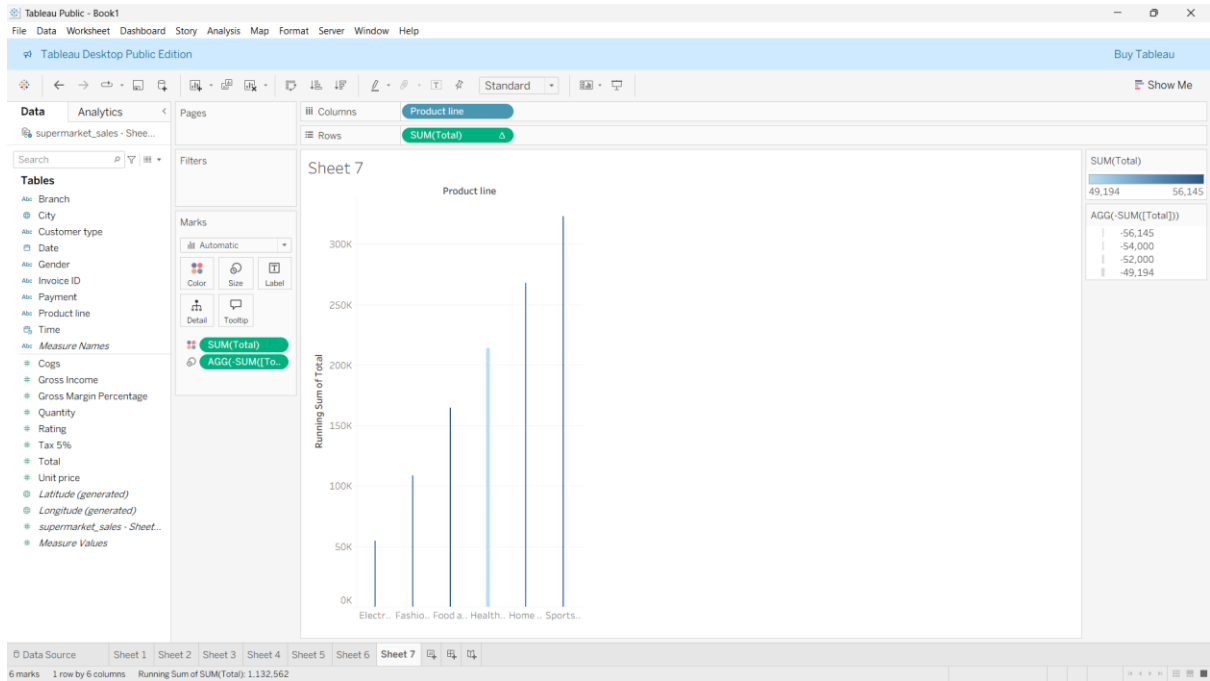 Tableau Public - Book1
File Data Worksheet Dashboard Story Analysis Map Format Server Window Help
Tableau Desktop Public Edition
Buy Tableau
Standard
Show Me
Data Analytics
supermarket_sales - Shee...
Search
Tables
Abc Branch
City
Abc Customer type
Date
Abc Gender
Abc Invoice ID
Abc Payment
Abc Product line
Time
Abc Measure Names
# Cogs
# Gross Income
# Gross Margin Percentage
# Quantity
# Rating
# Tax 5%
# Total
# Unit price
Latitude (generated)
Longitude (generated)
# supermarket_sales - Sheet...
# Measure Values
Pages
Filters
Marks
Automatic
Color Size Label
Detail Tooltip
SUM(Total)
AGG(-SUM([To..
Columns Product line
Rows SUM(Total) Δ
Sheet 7
Product line
Running Sum of Total
300K
250K
200K
150K
100K
50K
0K
Electr.. Fashio.. Food a.. Health.. Home .. Sports..
SUM(Total)
49,194 56,145
AGG(-SUM([Total]))
-56,145
-54,000
-52,000
-49,194
Data Source Sheet 1 Sheet 2 Sheet 3 Sheet 4 Sheet 5 Sheet 6 Sheet 7
6 marks 1 row by 6 columns Running Sum of SUM(Total): 1,132,562